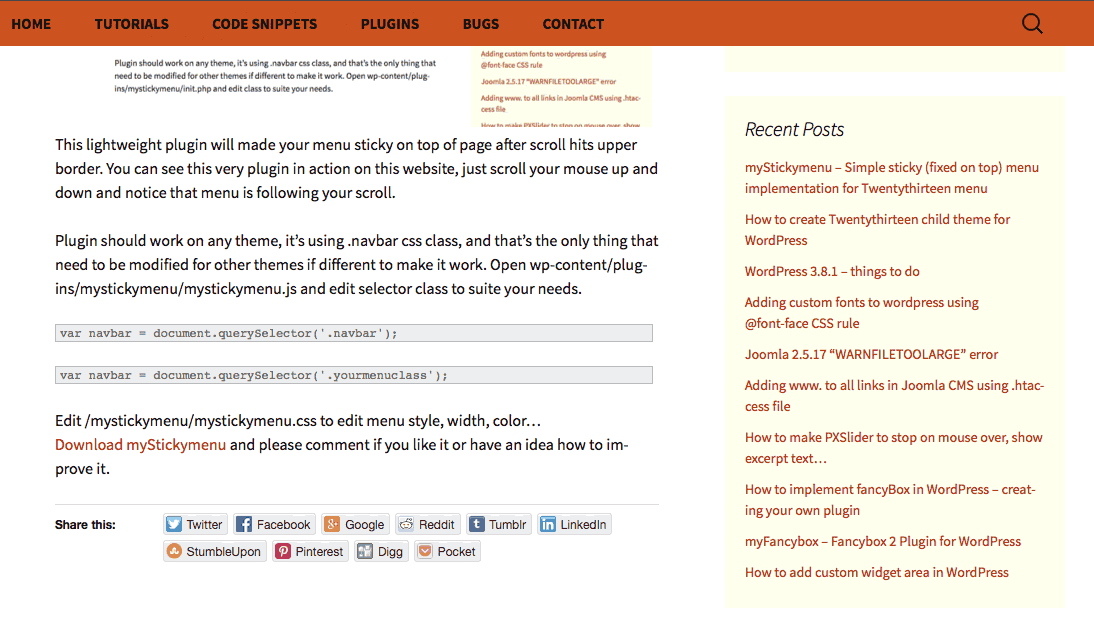 HOME TUTORIALS CODE SNIPPETS PLUGINS BUGS CONTACT
Plugin should work on any theme, it's using .navbar css class, and that's the only thing that
need to be modified for other themes if different to make it work. Open wp-content/plug-
ins/mystickymenu/init.php and edit class to suite your needs.
Adding custom fonts to wordpress using
@font-face CSS rule
Joomla 2.5.17 "WARNFILETOOLARGE" error
Adding www. to all links in Joomla CMS using .htac-
cess file
How to make PXSlider to stop on mouse over, show
This lightweight plugin will made your menu sticky on top of page after scroll hits upper
border. You can see this very plugin in action on this website, just scroll your mouse up and
down and notice that menu is following your scroll.
Plugin should work on any theme, it's using .navbar css class, and that's the only thing that
need to be modified for other themes if different to make it work. Open wp-content/plug-
ins/mystickymenu/mystickymenu.js and edit selector class to suite your needs.
var navbar = document.querySelector('.navbar');
var navbar = document.querySelector('.yourmenuclass');
Edit /mystickymenu/mystickymenu.css to edit menu style, width, color…
Download myStickymenu and please comment if you like it or have an idea how to im-
prove it.
Share this: Twitter Facebook Google Reddit Tumblr LinkedIn
StumbleUpon Pinterest Digg Pocket
Recent Posts
myStickymenu – Simple sticky (fixed on top) menu
implementation for Twentythirteen menu
How to create Twentythirteen child theme for
WordPress
WordPress 3.8.1 – things to do
Adding custom fonts to wordpress using
@font-face CSS rule
Joomla 2.5.17 "WARNFILETOOLARGE" error
Adding www. to all links in Joomla CMS using .htac-
cess file
How to make PXSlider to stop on mouse over, show
excerpt text…
How to implement fancyBox in WordPress – creat-
ing your own plugin
myFancybox – Fancybox 2 Plugin for WordPress
How to add custom widget area in WordPress